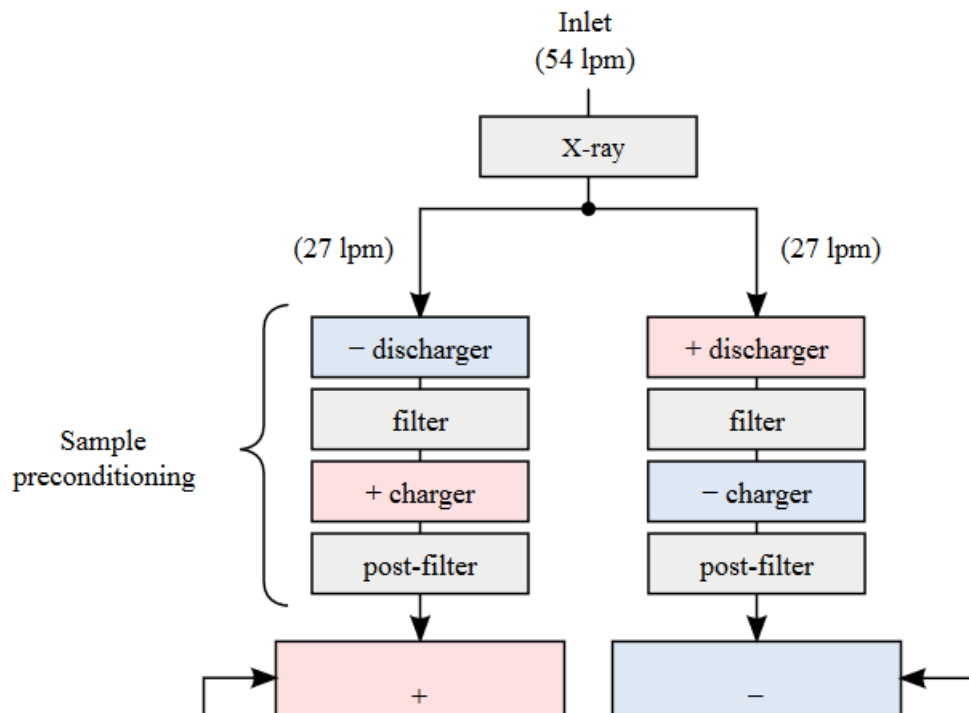 Inlet
(54 lpm)
X-ray
(27 lpm)
(27 lpm)
− discharger
+ discharger
filter
filter
Sample
preconditioning
+ charger
− charger
post-filter
post-filter
+
−